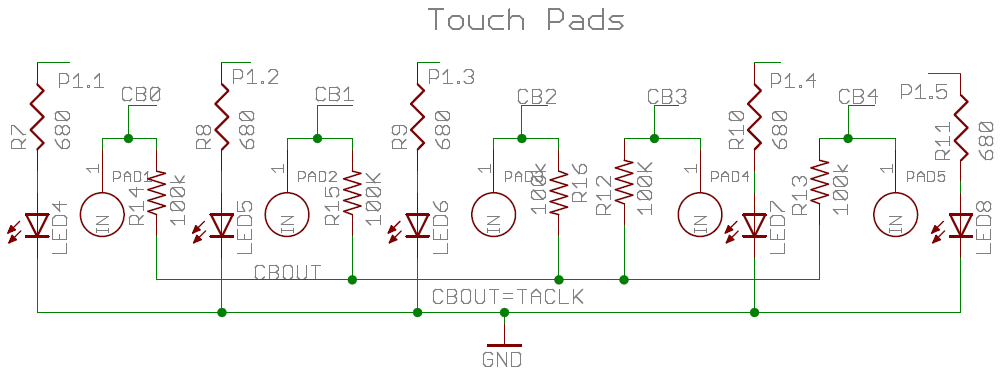 Touch Pads
P1.1
P1.2
P1.3
P1.4
P1.5
CB0
CB1
CB2
CB3
CB4
R7
680
R8
680
R9
680
R10
680
R11
680
1
PAD1
1
PAD2
1
PAD3
1
PAD4
1
PAD5
R14
100k
R15
100K
100k
R16
R12
100K
R13
100k
IN
IN
IN
IN
IN
LED4
LED5
LED6
LED7
LED8
CBOUT
CBOUT=TACLK
GND